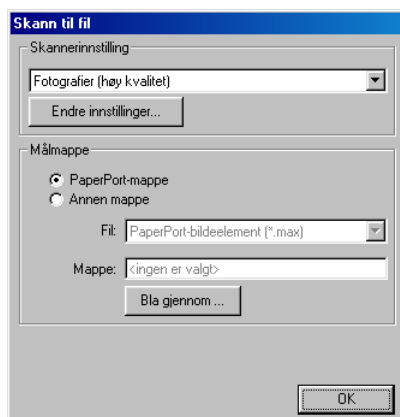 Skann til fil
Skannerinnstilling
Fotografier (høy kvalitet)
Endre innstillinger...
Målmappe
PaperPort-mappe
Annen mappe
Fil: PaperPort-bildeelement (*.max)
Mappe: <ingen er valgt>
Bla gjennom ...
OK